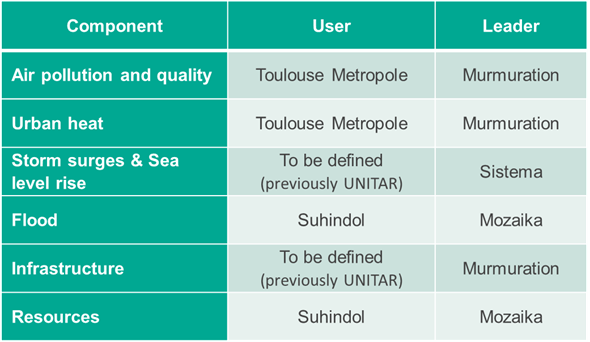 Component User Leader
Air pollution and quality Toulouse Metropole Murmuration
Urban heat Toulouse Metropole Murmuration
Storm surges & Sea
level rise
To be defined
(previously UNITAR)
Sistema
Flood Suhindol Mozaika
Infrastructure
To be defined
(previously UNITAR)
Murmuration
Resources Suhindol Mozaika